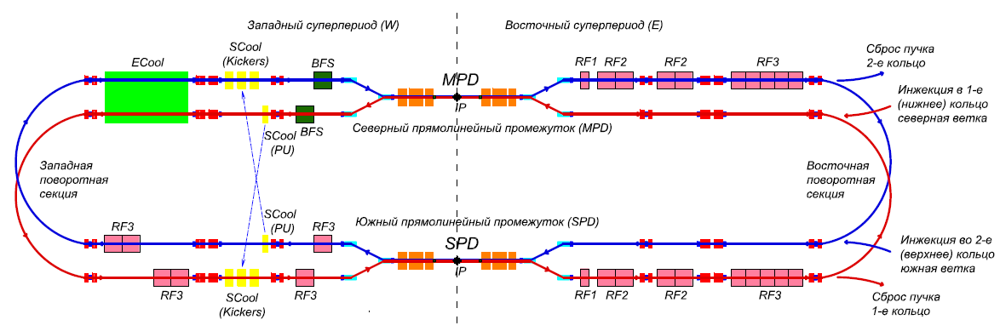 Западный суперпериод (W)
Восточный суперпериод (E)
ECool
SCool
(Kickers)
BFS
MPD
IP
RF1
RF2
RF2
RF3
Сброс пучка
2-е кольцо
Инжекция в 1-е
(нижнее) кольцо
северная ветка
SCool
(PU)
BFS
Северный прямолинейный промежуток (MPD)
Западная
поворотная
секция
Восточная
поворотная
секция
RF3
SCool
(PU)
RF3
Южный прямолинейный промежуток (SPD)
SPD
IP
Инжекция во 2-е
(верхнее) кольцо
южная ветка
RF3
SCool
(Kickers)
RF3
RF1
RF2
RF2
RF3
Сброс пучка
1-е кольцо